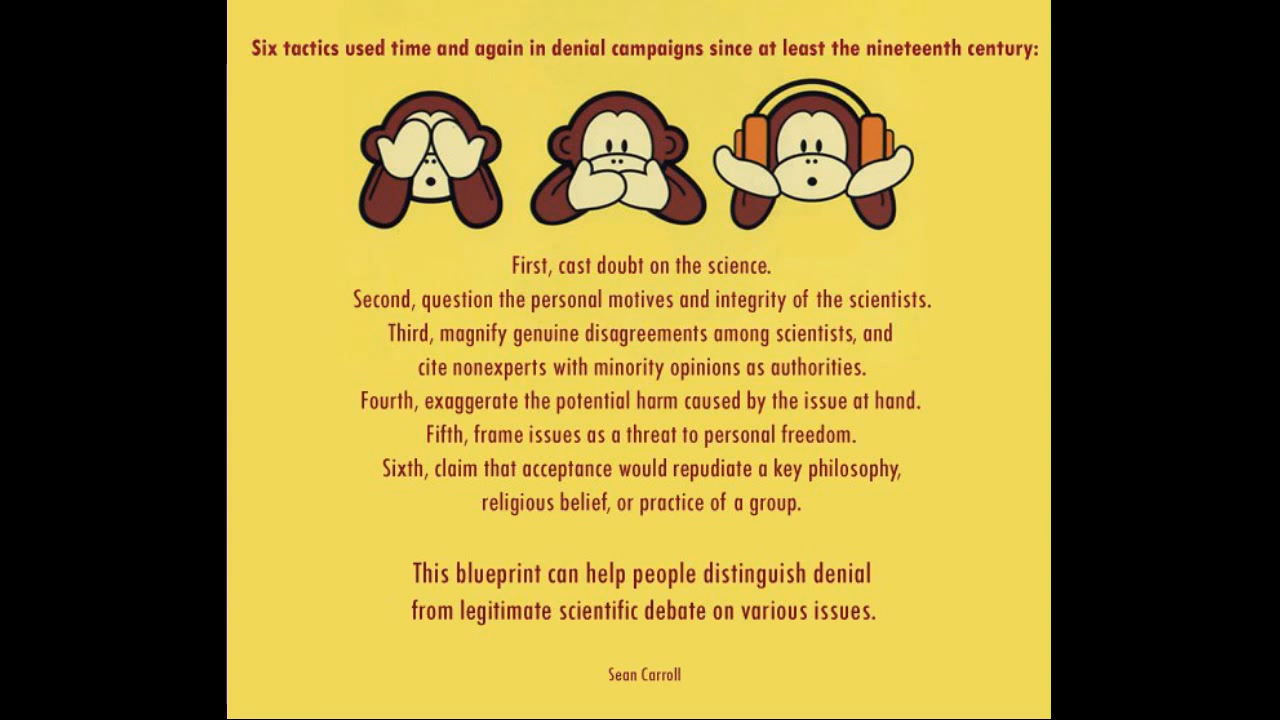 Six tactics used time and again in denial campaigns since at least the nineteenth century:
First, cast doubt on the science.
Second, question the personal motives and integrity of the scientists.
Third, magnify genuine disagreements among scientists, and
cite nonexperts with minority opinions as authorities.
Fourth, exaggerate the potential harm caused by the issue at hand.
Fifth, frame issues as a threat to personal freedom.
Sixth, claim that acceptance would repudiate a key philosophy,
religious belief, or practice of a group.
This blueprint can help people distinguish denial
from legitimate scientific debate on various issues.
Sean Carroll